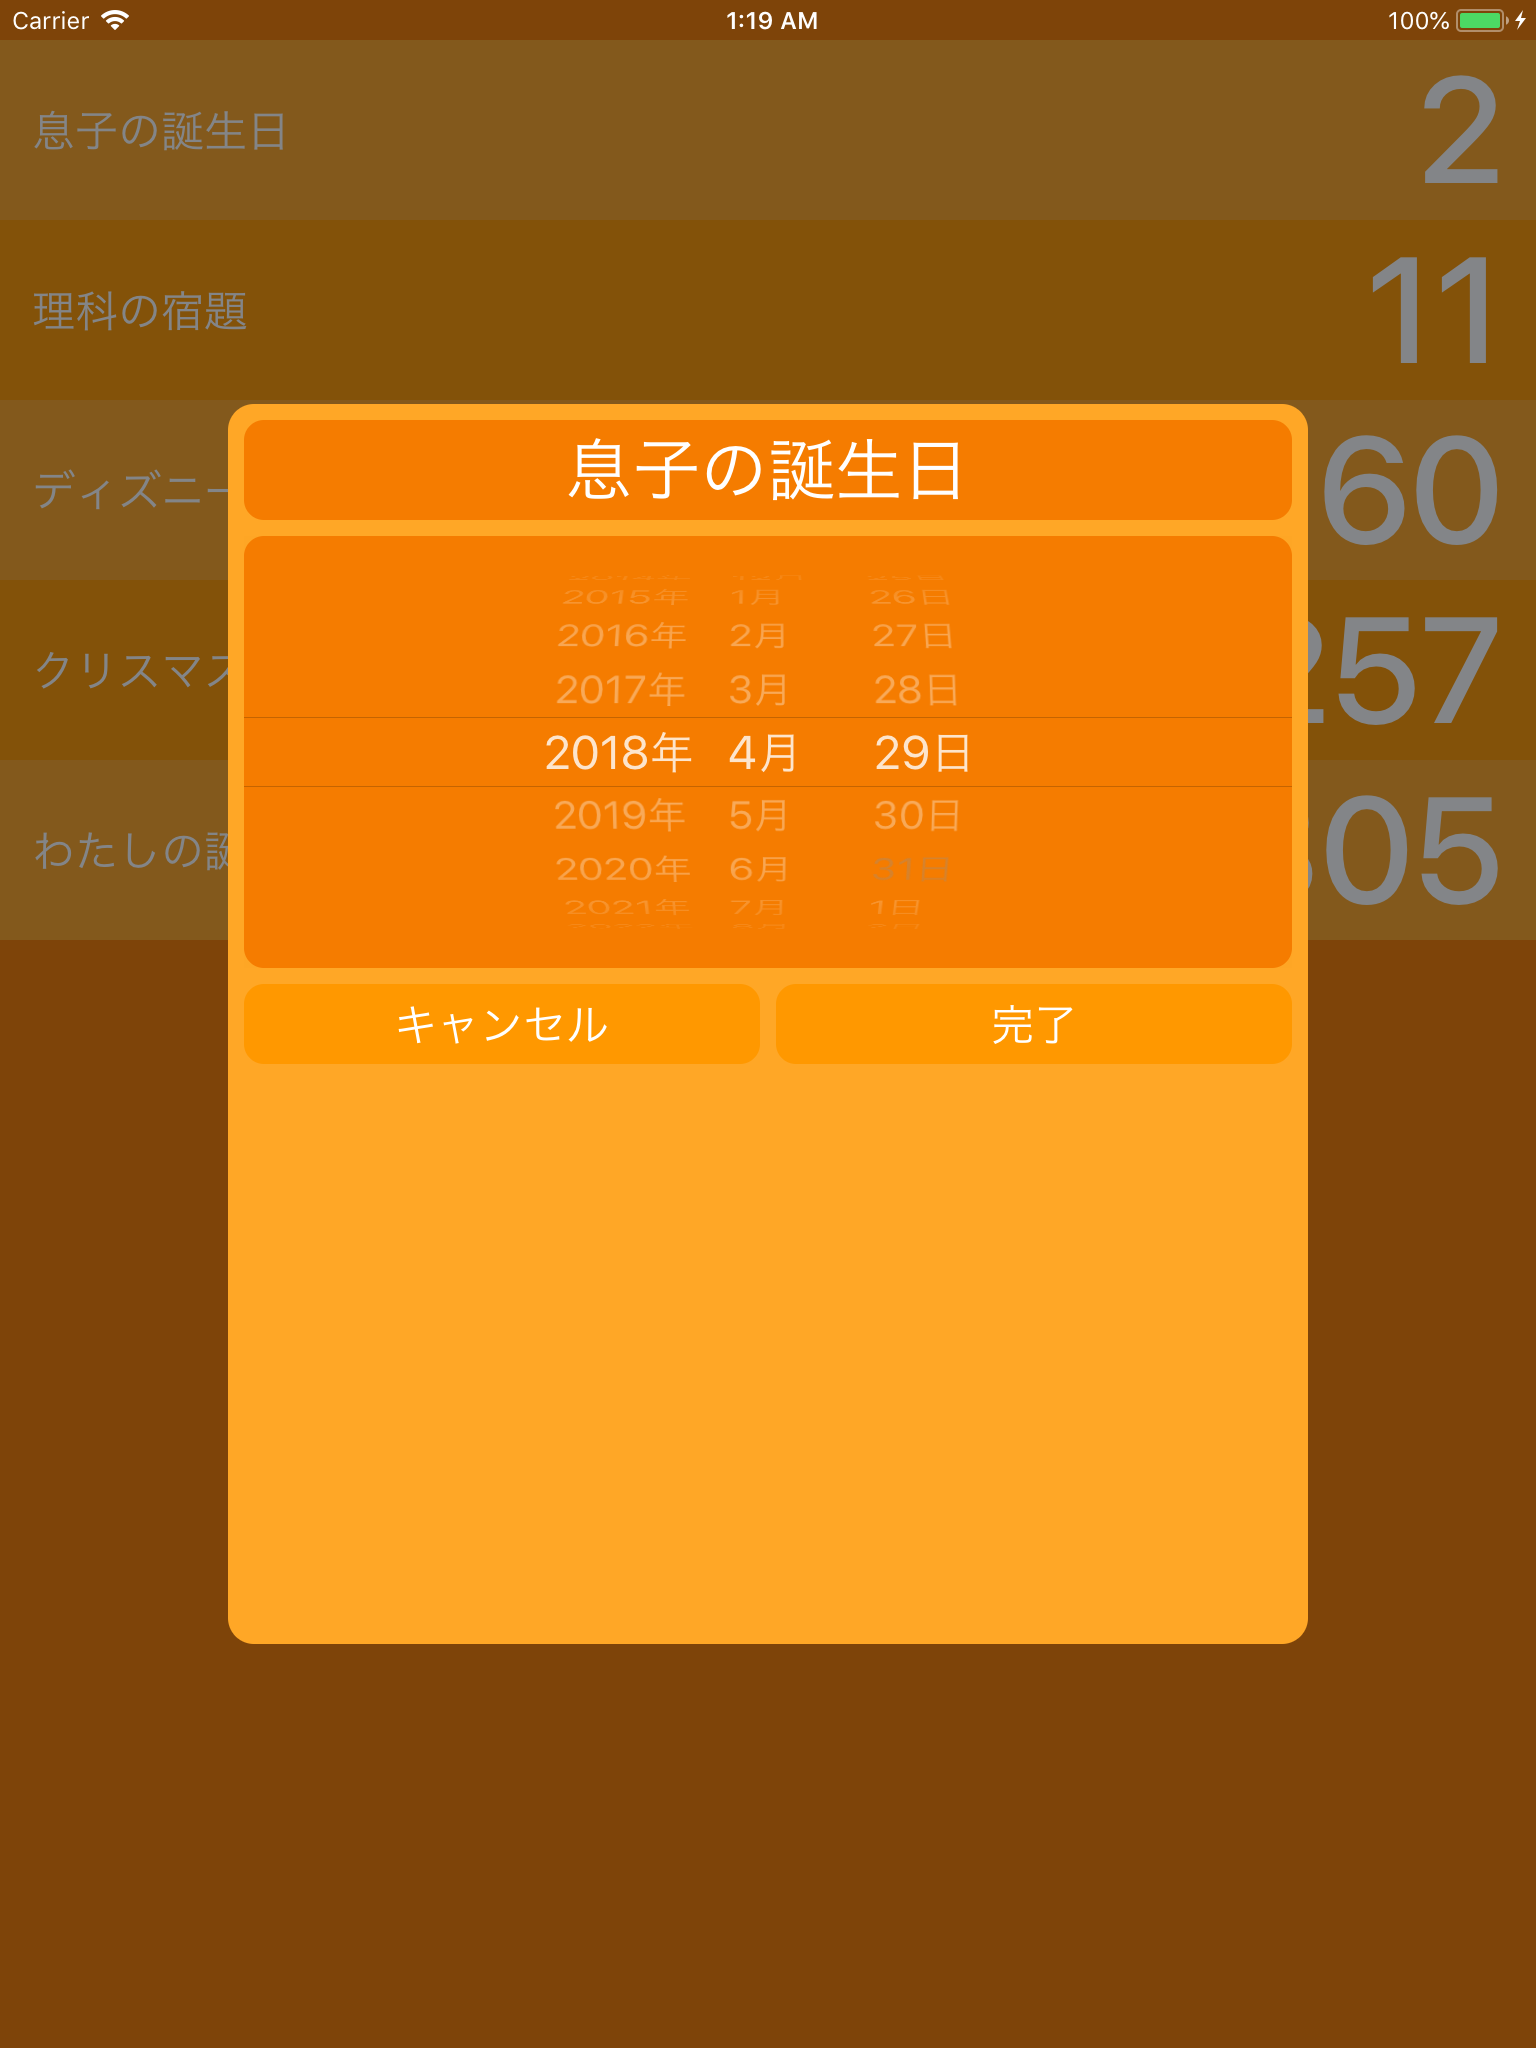 Carrier 1:19 AM 100%
息子の誕生日 2
理科の宿題 11
ディズニー 60
クリスマス 257
わたしの誕 305
息子の誕生日
2015年 1月 26日
2016年 2月 27日
2017年 3月 28日
2018年 4月 29日
2019年 5月 30日
2020年 6月 31日
2021年 7月 1日
キャンセル 完了